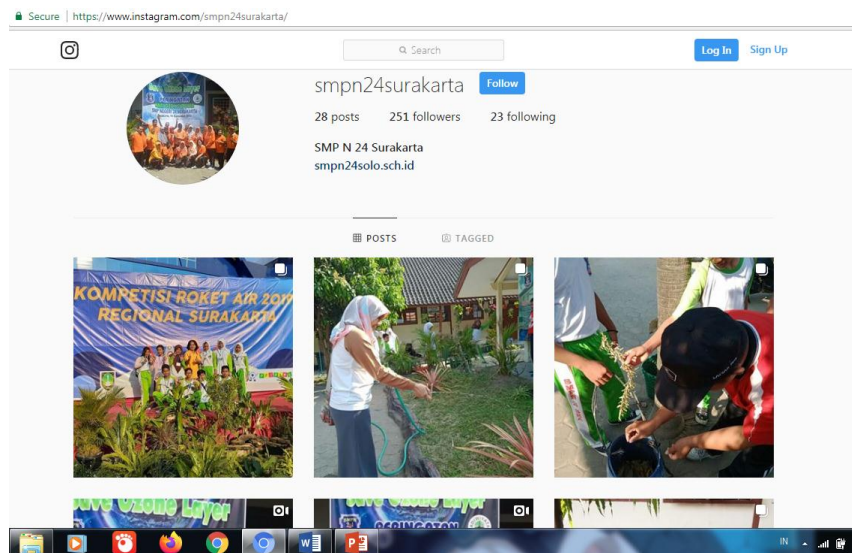 Secure | https://www.instagram.com/smpn24surakarta/
Search
Log In Sign Up
smpn24surakarta Follow
28 posts 251 followers 23 following
SMP N 24 Surakarta
smpn24solo.sch.id
POSTS TAGGED
KOMPETISI ROKET AIR 2019
REGIONAL SURAKARTA
Save Ozone Layer
Save Ozone Layer
PERINGATAN
IN